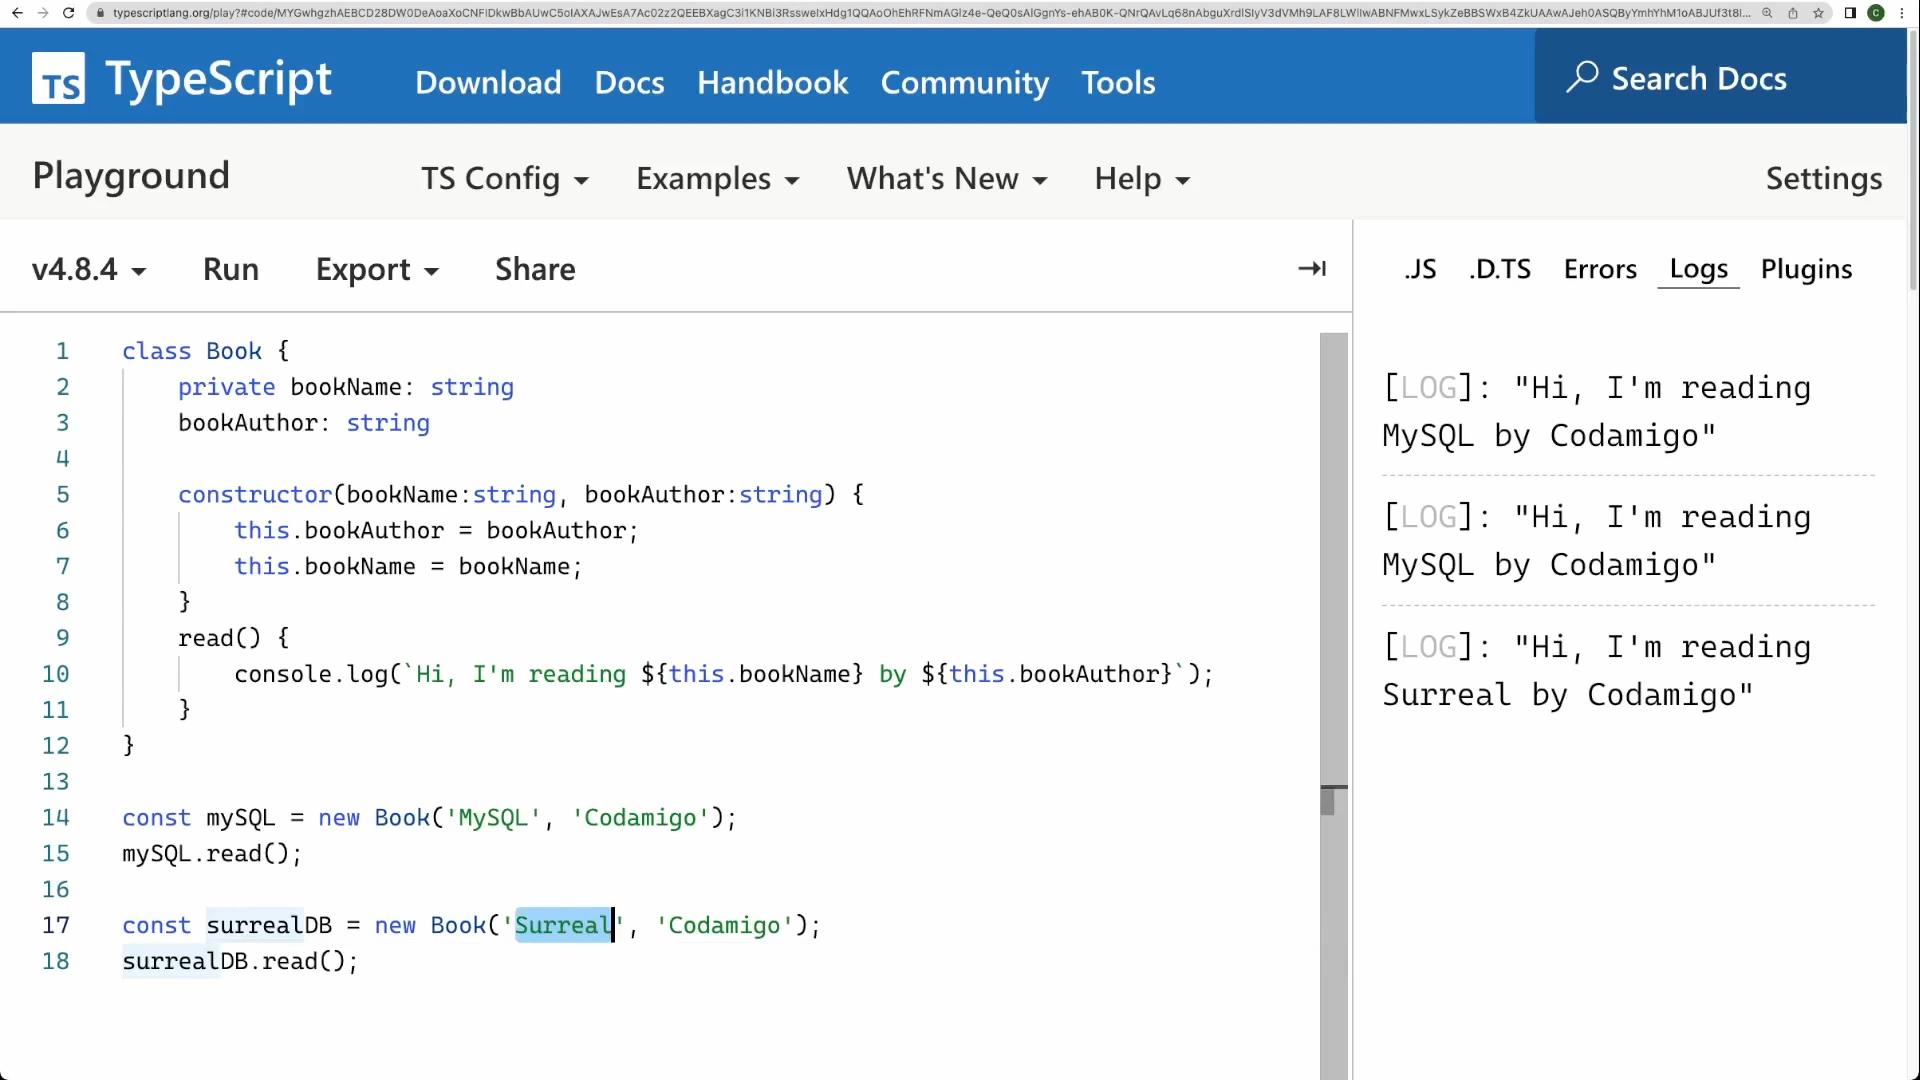 TS TypeScript Download Docs Handbook Community Tools Search Docs
Playground TS Config Examples What's New Help Settings
v4.8.4 Run Export Share
.JS .D.TS Errors Logs Plugins
1 class Book {
2 private bookName: string
3 bookAuthor: string
4
5 constructor(bookName:string, bookAuthor:string) {
6 this.bookAuthor = bookAuthor;
7 this.bookName = bookName;
8 }
9 read() {
10 console.log(`Hi, I'm reading ${this.bookName} by ${this.bookAuthor}`);
11 }
12 }
13
14 const mySQL = new Book('MySQL', 'Codamigo');
15 mySQL.read();
16
17 const surrealDB = new Book('Surreal', 'Codamigo');
18 surrealDB.read();
[LOG]: "Hi, I'm reading
MySQL by Codamigo"
[LOG]: "Hi, I'm reading
MySQL by Codamigo"
[LOG]: "Hi, I'm reading
Surreal by Codamigo"